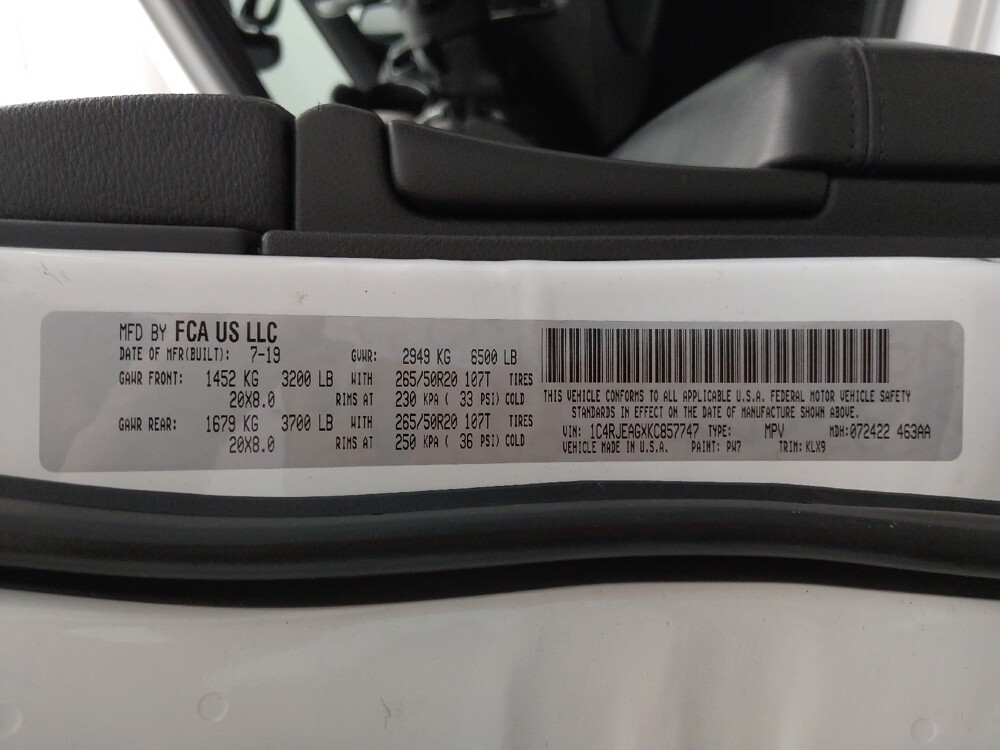 MFD BY FCA US LLC
DATE OF MFR(BUILT): 7-19 GVWR: 2949 KG 6500 LB
GAWR FRONT: 1452 KG 3200 LB WITH 265/50R20 107T TIRES
20X8.0 RIMS AT 230 KPA ( 33 PSI) COLD
GAWR REAR: 1679 KG 3700 LB WITH 265/50R20 107T TIRES
20X8.0 RIMS AT 250 KPA ( 36 PSI) COLD
THIS VEHICLE CONFORMS TO ALL APPLICABLE U.S.A. FEDERAL MOTOR VEHICLE SAFETY
STANDARDS IN EFFECT ON THE DATE OF MANUFACTURE SHOWN ABOVE.
VIN: 1C4RJEAGXKC857747 TYPE: MPV MDH:072422 463AA
VEHICLE MADE IN U.S.A. PAINT: PW7 TRIM: KLX9